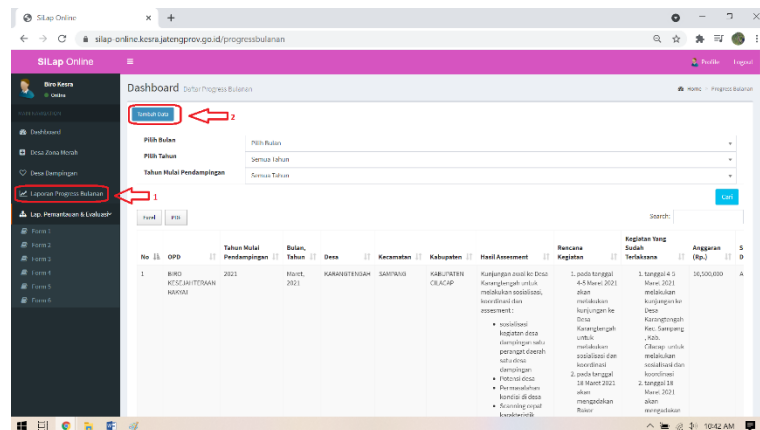 SiLap Online
silap-online.kesra.jatengprov.go.id/progressbulanan
SILap Online
Profile
Logout
Biro Kesra
Online
Dashboard Daftar Progress Bulanan
Home > Progress Bulanan
Tambah Data
2
Dashboard
Desa Zona Merah
Desa Dampingan
Laporan Progress Bulanan
1
Lap. Pemantauan & Evaluasi
Form 1
Form 2
Form 3
Form 4
Form 5
Form 6
Pilih Bulan
Pilih Bulan
Pilih Tahun
Semua Tahun
Tahun Mulai Pendampingan
Semua Tahun
Cari
Excel
PDF
Search:
No
OPD
Tahun Mulai Pendampingan
Bulan, Tahun
Desa
Kecamatan
Kabupaten
Hasil Assesment
Rencana Kegiatan
Kegiatan Yang Sudah Terlaksana
Anggaran (Rp.)
1
BIRO
KESEJAHTERAAN
RAKYAT
2021
Maret,
2021
KARANGTENGAH
SAMPANG
KABUPATEN
CILACAP
Kunjungan awal ke Desa
Karangtengah untuk
melakukan sosialisasi,
koordinasi dan
assesment :
sosialisasi
kegiatan desa
dampingan satu
perangkat daerah
satu desa
dampingan
Potensi desa
Permasalahan
kondisi di desa
Scanning cepat
karakteristik
1. pada tanggal
4-5 Maret 2021
akan
melakukan
kunjungan ke
Desa
Karangtengah
untuk
melakukan
sosialisasi dan
koordinasi
2. pada tanggal
18 Maret 2021
akan
mengadakan
Rakor
1. tanggal 4-5
Maret 2021
melakukan
kunjungan ke
Desa
Karangtengah
Kec. Sampang
, Kab.
Cilacap untuk
melakukan
sosialisasi dan
koordinasi
2. tanggal 18
Maret 2021
akan
mengadakan
10,500,000
10:42 AM